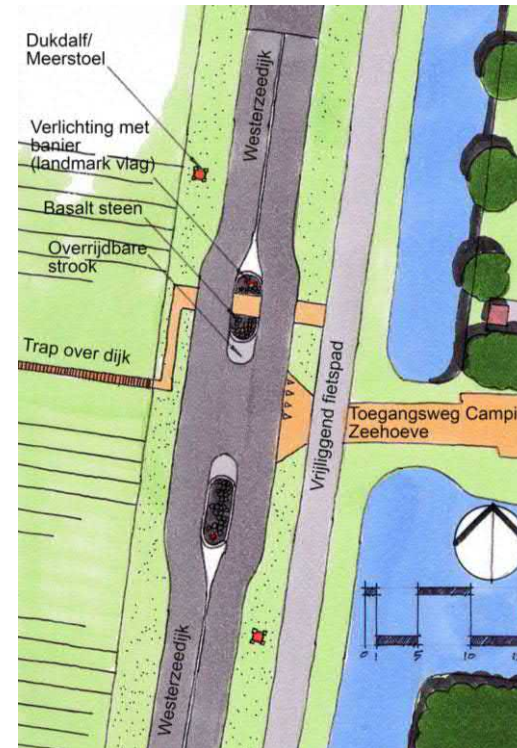 Dukdalf/
Meerstoel
Verlichting met
banier
(landmark vlag)
Basalt steen
Overrijdbare
strook
Trap over dijk
Westerzeedijk
Vrijliggend fietspad
Toegangsweg Campi
Zeehoeve
Westerzeedijk
0 1 5 10